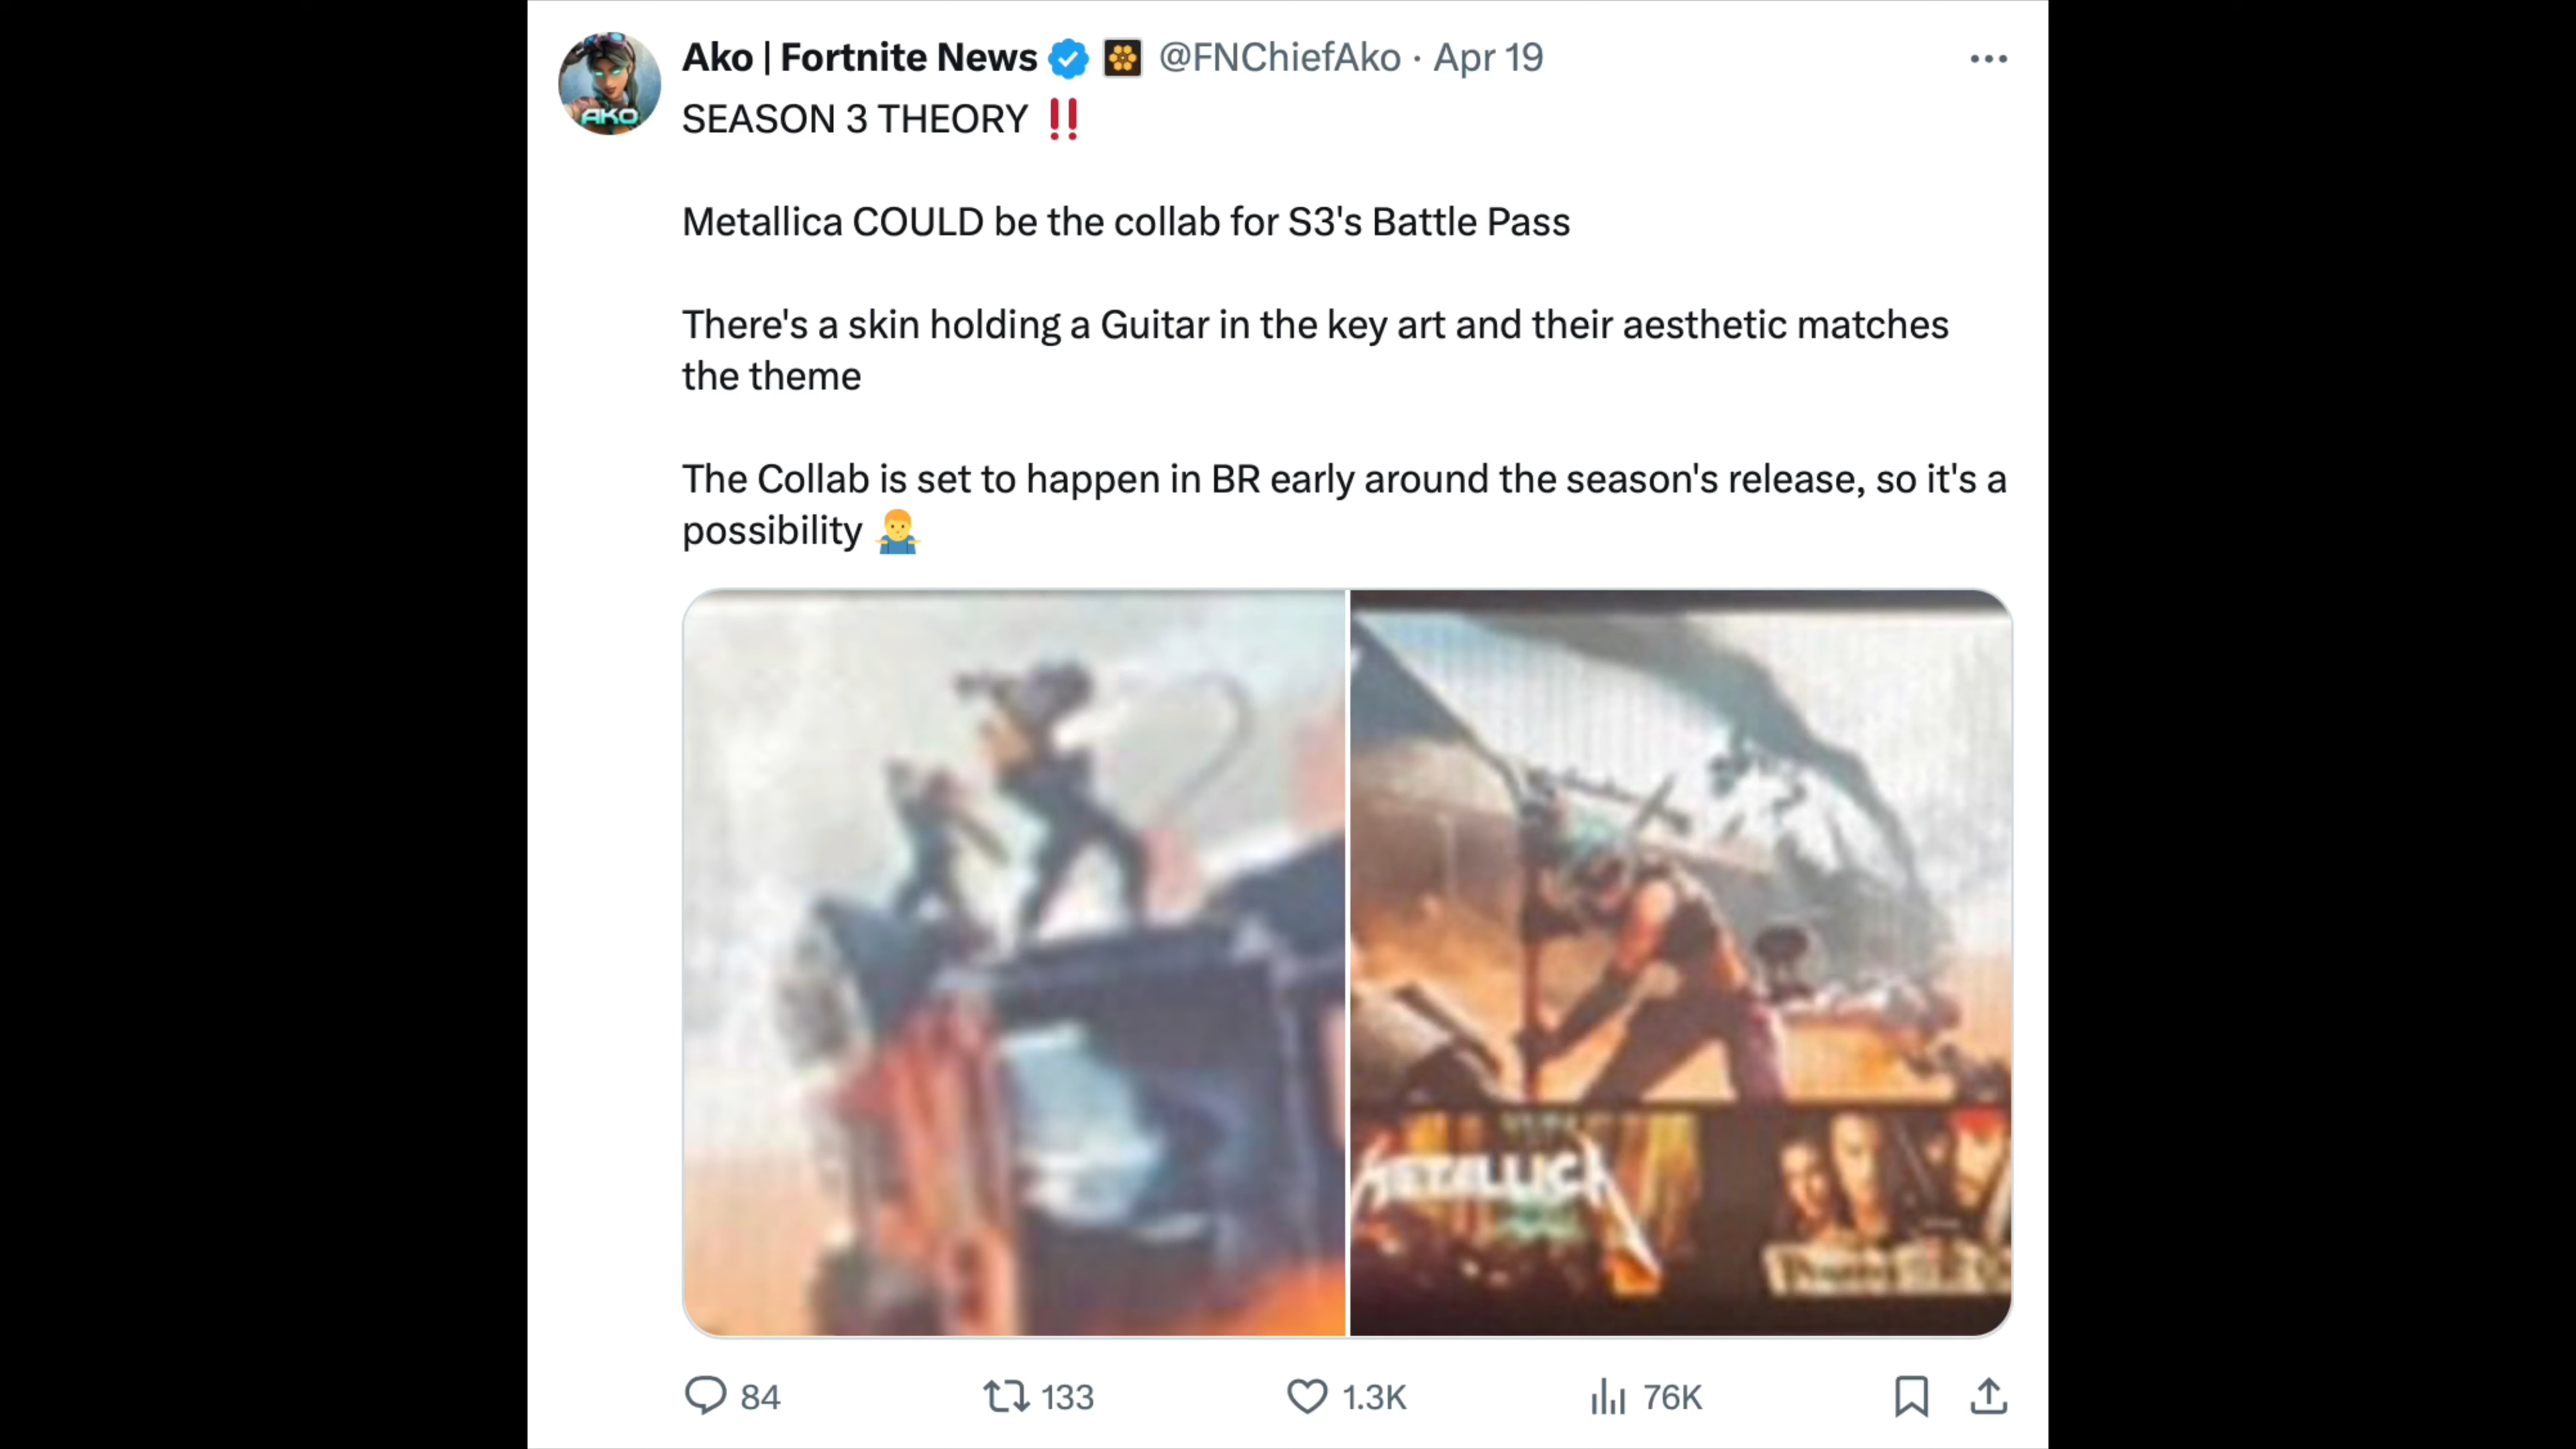 Ako | Fortnite News @FNChiefAko · Apr 19
SEASON 3 THEORY ‼️
Metallica COULD be the collab for S3's Battle Pass
There's a skin holding a Guitar in the key art and their aesthetic matches
the theme
The Collab is set to happen in BR early around the season's release, so it's a
possibility 🤷‍♂️
AKO
METALLICA
84 133 1.3K 76K